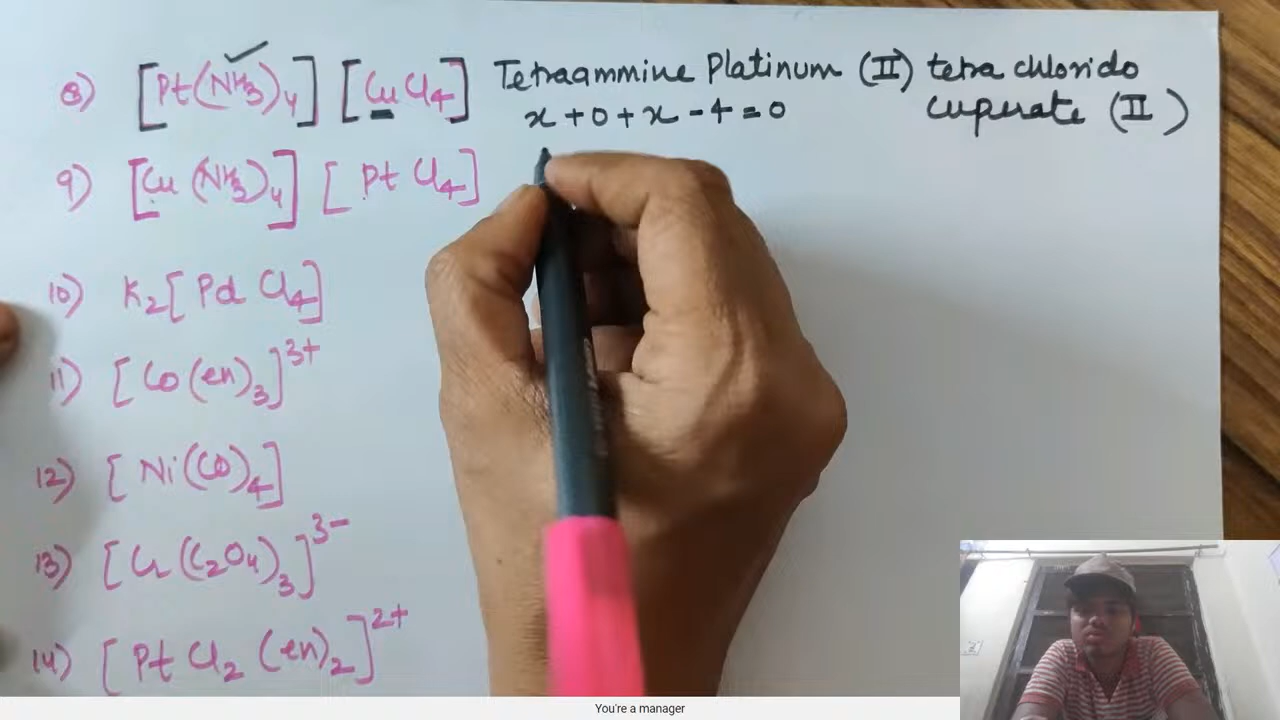 8) [Pt(NH3)4] [CuCl4] Tetraammine Platinum (II) tetra chlorido
x + 0 + x - 4 = 0 cuperate (II)
9) [Cu(NH3)4] [PtCl4]
10) K2[PdCl4]
11) [Co(en)3]3+
12) [Ni(CO)4]
13) [Cr(C2O4)3]3-
14) [PtCl2(en)2]2+
You're a manager